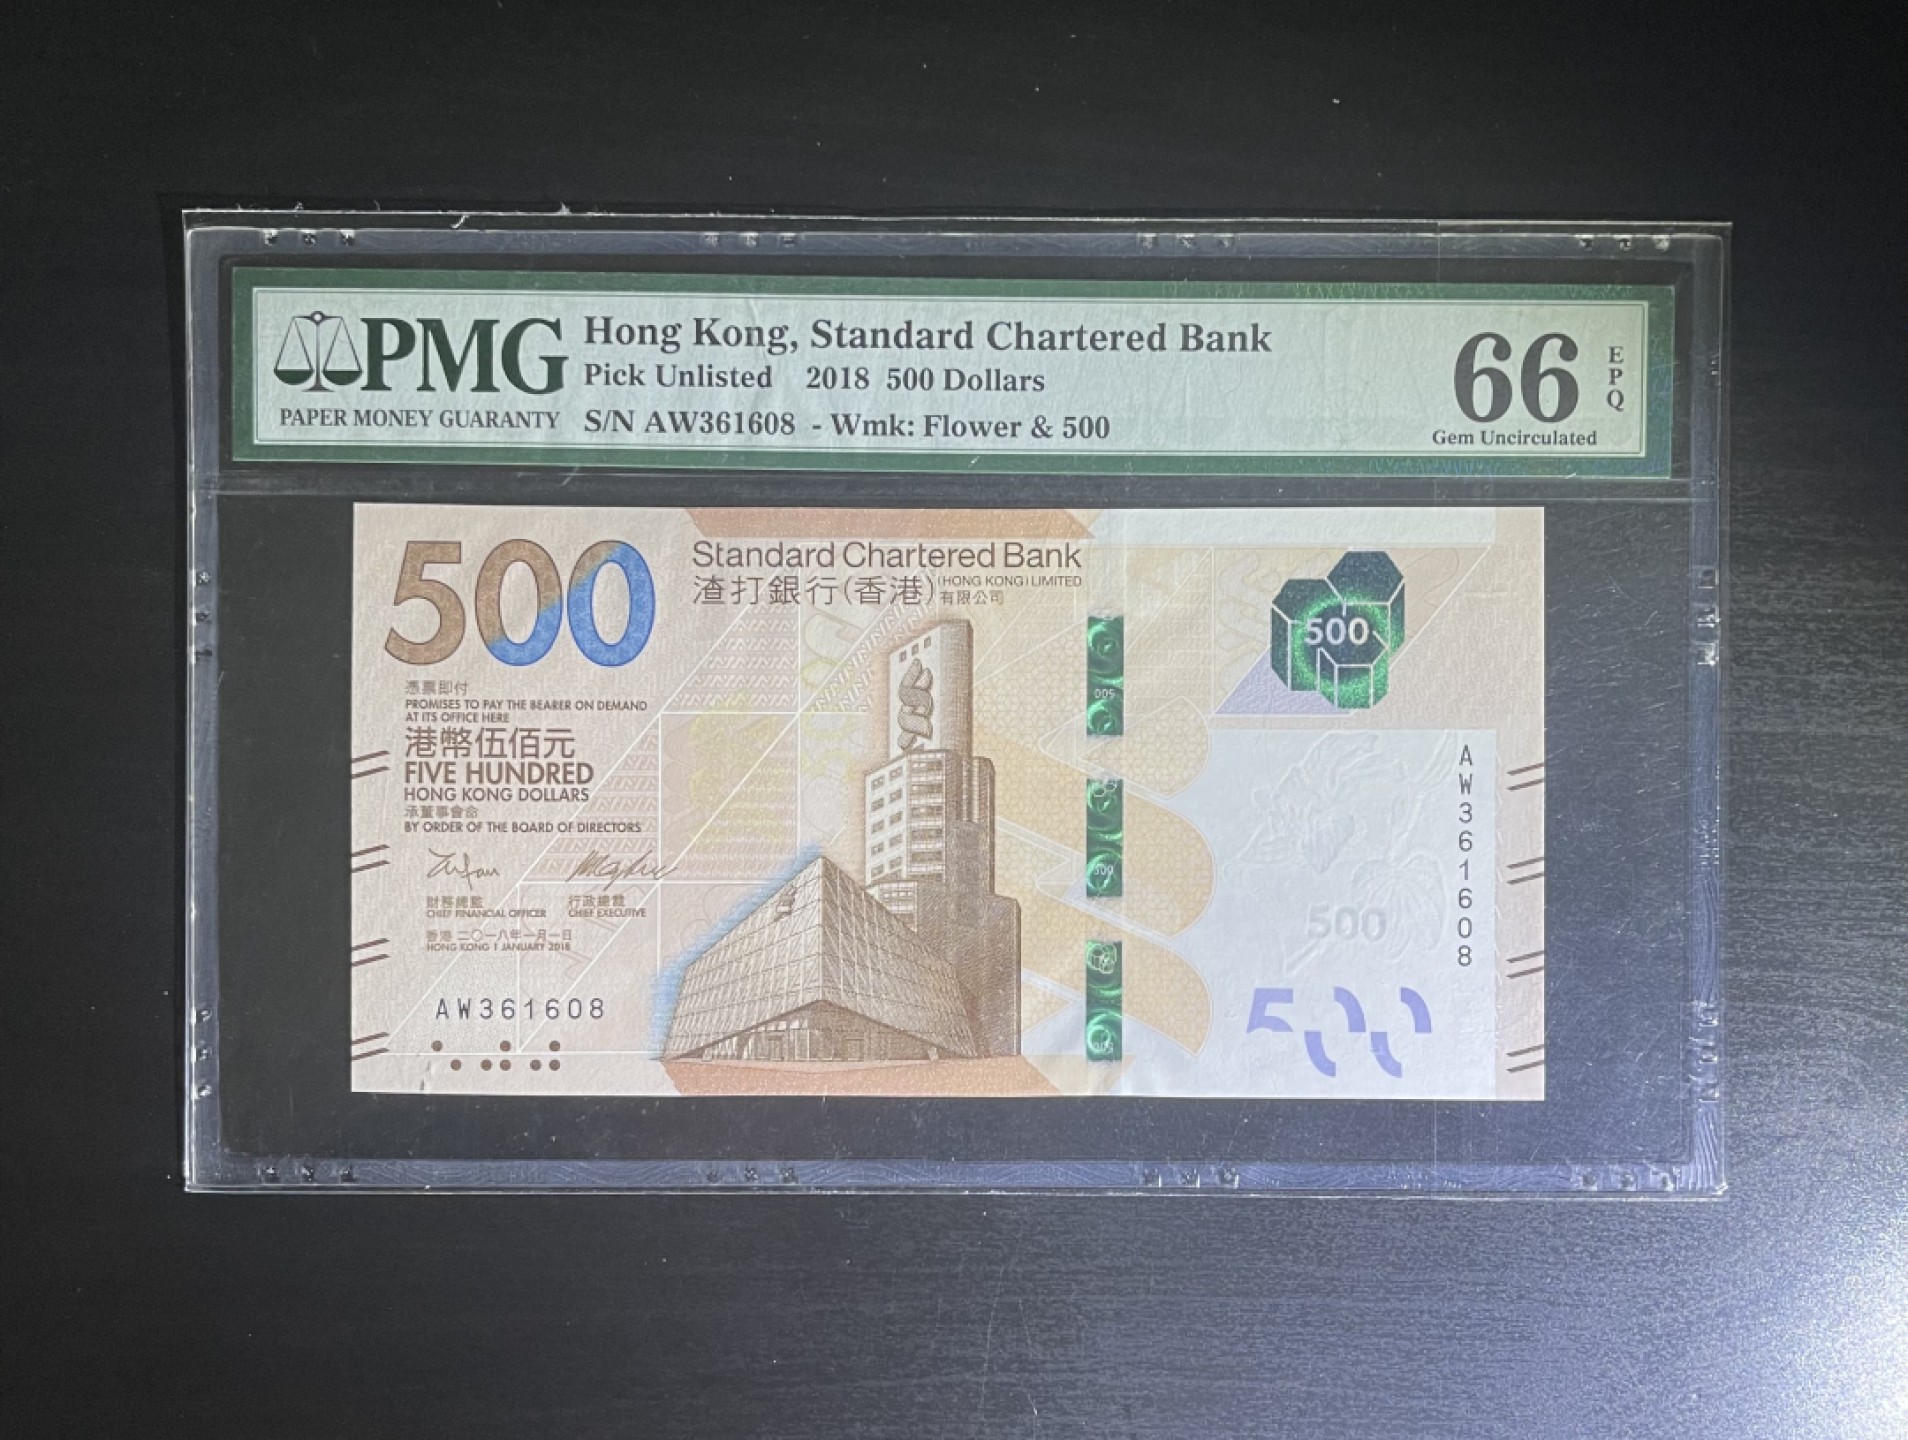 PMG
PAPER MONEY GUARANTY
Hong Kong, Standard Chartered Bank
Pick Unlisted 2018 500 Dollars
S/N AW361608 - Wmk: Flower & 500
66
EPQ
Gem Uncirculated
500
Standard Chartered Bank
(HONG KONG) LIMITED
渣打銀行(香港)有限公司
憑票即付
PROMISES TO PAY THE BEARER ON DEMAND
AT ITS OFFICE HERE
港幣伍佰元
FIVE HUNDRED
HONG KONG DOLLARS
承董事會命
BY ORDER OF THE BOARD OF DIRECTORS
財務總監 行政總裁
CHIEF FINANCIAL OFFICER CHIEF EXECUTIVE
香港 二〇一八年一月一日
HONG KONG 1 JANUARY 2018
AW361608
500
AW361608
500
500
500
500
500